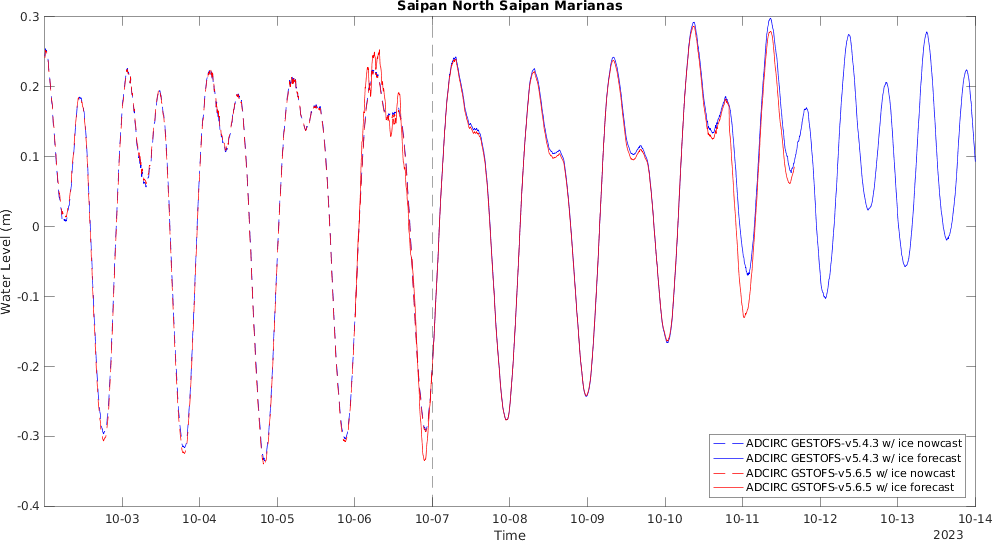 Saipan North Saipan Marianas
0.3
0.2
0.1
0
-0.1
-0.2
-0.3
-0.4
Water Level (m)
10-03 10-04 10-05 10-06 10-07 10-08 10-09 10-10 10-11 10-12 10-13 10-14
2023
Time
ADCIRC GESTOFS-v5.4.3 w/ ice nowcast
ADCIRC GESTOFS-v5.4.3 w/ ice forecast
ADCIRC GSTOFS-v5.6.5 w/ ice nowcast
ADCIRC GSTOFS-v5.6.5 w/ ice forecast